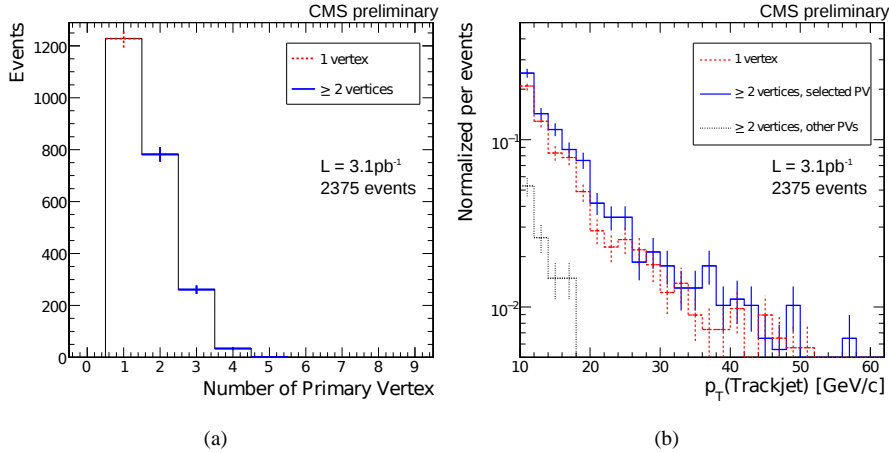 CMS preliminary
Events
1200
1000
800
600
400
200
0
1 vertex
≥ 2 vertices
L = 3.1pb⁻¹
2375 events
0 1 2 3 4 5 6 7 8 9
Number of Primary Vertex
(a)
CMS preliminary
Normalized per events
10⁻¹
10⁻²
1 vertex
≥ 2 vertices, selected PV
≥ 2 vertices, other PVs
L = 3.1pb⁻¹
2375 events
10 20 30 40 50 60
p_T(Trackjet) [GeV/c]
(b)